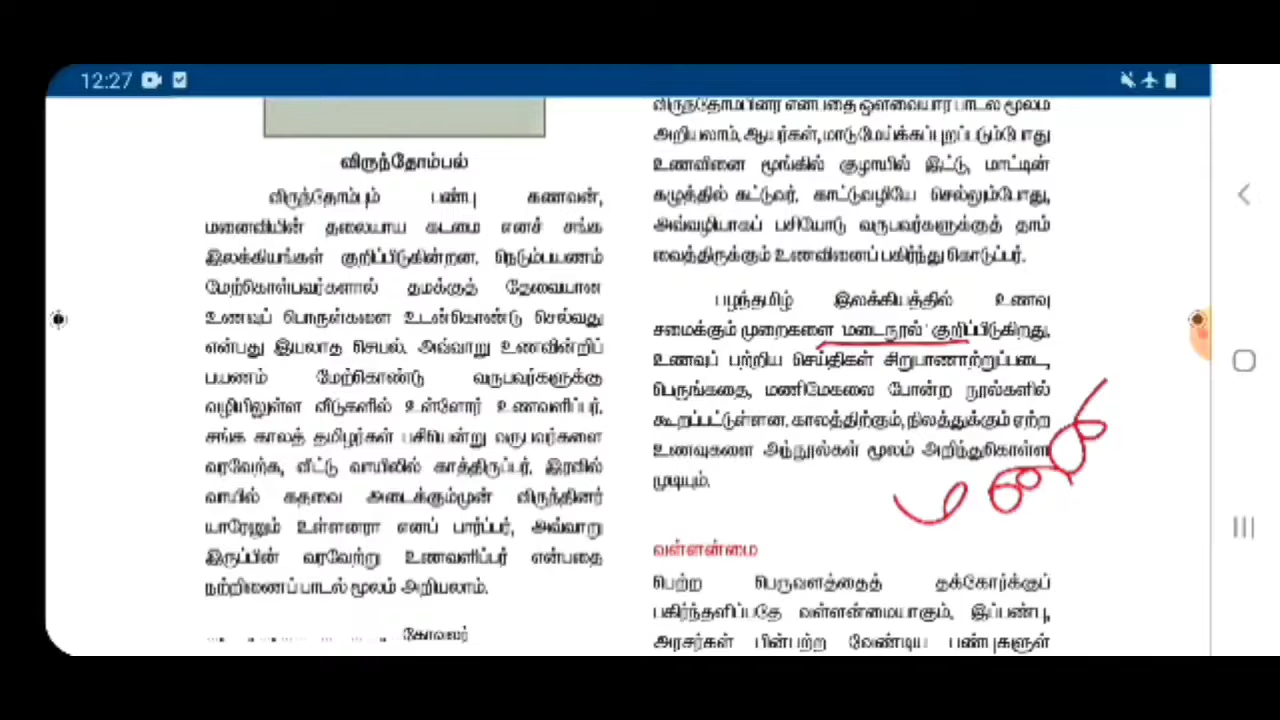 12:27
விருந்தோம்பல்
விருந்தோம்பும் பண்பு கணவன்,
மனைவியின் தலையாய கடமை எனச் சங்க
இலக்கியங்கள் குறிப்பிடுகின்றன. நெடும்பயணம்
மேற்கொள்பவர்களால் தமக்குத் தேவையான
உணவுப் பொருள்களை உடன்கொண்டு செல்வது
என்பது இயலாத செயல். அவ்வாறு உணவின்றிப்
பயணம் மேற்கொண்டு வருபவர்களுக்கு
வழியிலுள்ள வீடுகளில் உள்ளோர் உணவளிப்பர்.
சங்க காலத் தமிழர்கள் பசியென்று வருபவர்களை
வரவேற்க, வீட்டு வாயிலில் காத்திருப்பர். இரவில்
வாயில் கதவை அடைக்கும்முன் விருந்தினர்
யாரேனும் உள்ளனரா எனப் பார்ப்பர், அவ்வாறு
இருப்பின் வரவேற்று உணவளிப்பர் என்பதை
நற்றிணைப் பாடல் மூலம் அறியலாம்.
கோவலர்
விருந்தோம்பினர் என்பதை ஔவையார் பாடல் மூலம்
அறியலாம். ஆயர்கள், மாடுமேய்க்கப் புறப்படும்போது
உணவினை மூங்கில் குழாயில் இட்டு, மாட்டின்
கழுத்தில் கட்டுவர். காட்டுவழியே செல்லும்போது,
அவ்வழியாகப் பசியோடு வருபவர்களுக்குத் தாம்
வைத்திருக்கும் உணவினைப் பகிர்ந்து கொடுப்பர்.
பழந்தமிழ் இலக்கியத்தில் உணவு
சமைக்கும் முறைகளை மடைநூல்' குறிப்பிடுகிறது.
உணவுப் பற்றிய செய்திகள் சிறுபாணாற்றுப்படை,
பெருங்கதை, மணிமேகலை போன்ற நூல்களில்
கூறப்பட்டுள்ளன. காலத்திற்கும், நிலத்துக்கும் ஏற்ற
உணவுகளை அந்நூல்கள் மூலம் அறிந்துகொள்ள
முடியும்.
வள்ளன்மை
பெற்ற பெருவளத்தைத் தக்கோர்க்குப்
பகிர்ந்தளிப்பதே வள்ளன்மையாகும். இப்பண்பு,
அரசர்கள் பின்பற்ற வேண்டிய பண்புகளுள்